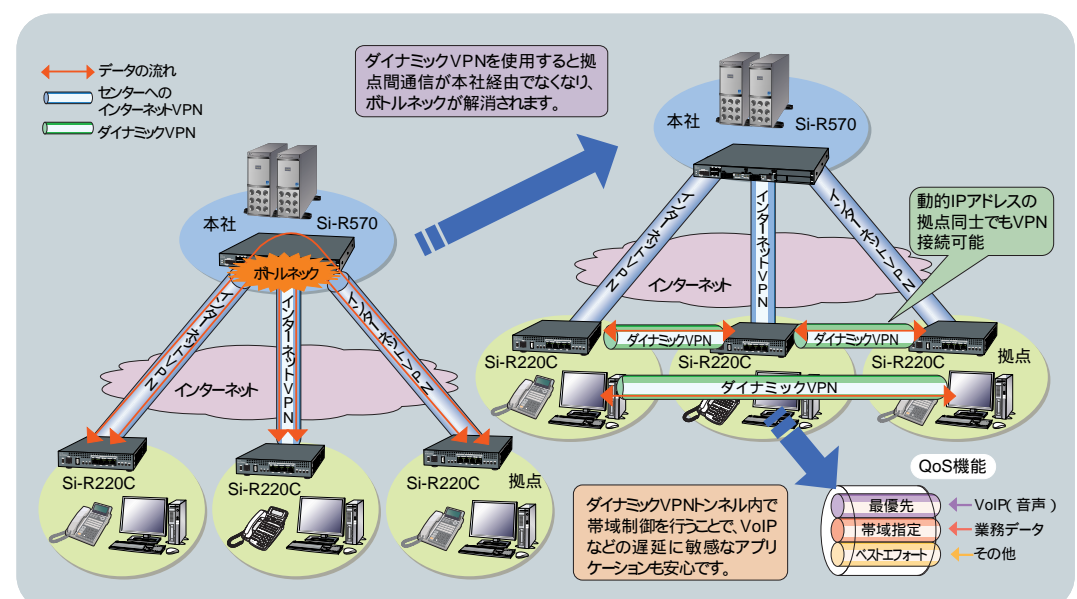 データの流れ
センターへの
インターネットVPN
ダイナミックVPN
ダイナミックVPNを使用すると拠
点間通信が本社経由でなくなり、
ボトルネックが解消されます。
本社
Si-R570
ボトルネック
インターネットVPN
インターネットVPN
インターネットVPN
インターネット
Si-R220C
Si-R220C
Si-R220C
拠点
本社
Si-R570
動的IPアドレスの
拠点同士でもVPN
接続可能
インターネットVPN
インターネットVPN
インターネットVPN
インターネット
ダイナミックVPN
ダイナミックVPN
Si-R220C
Si-R220C
Si-R220C
拠点
ダイナミックVPN
ダイナミックVPNトンネル内で
帯域制御を行うことで、VoIP
などの遅延に敏感なアプリ
ケーションも安心です。
QoS機能
最優先
VoIP(音声)
帯域指定
業務データ
ベストエフォート
その他